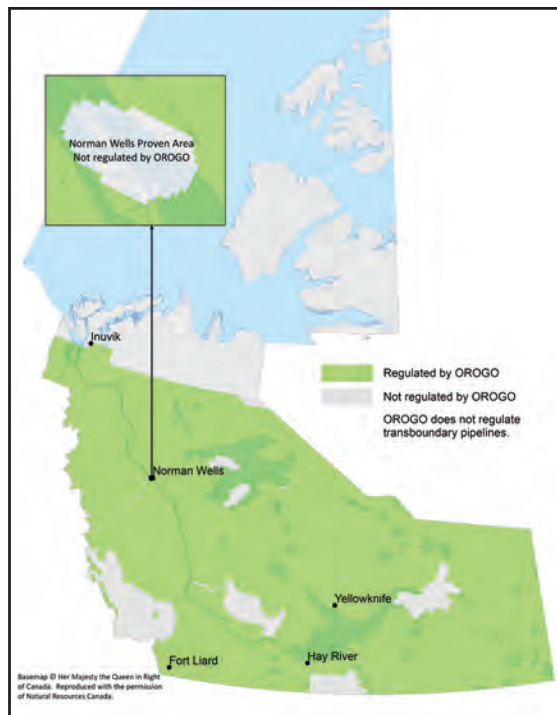 Norman Wells Proven Area
Not regulated by OROGO
Inuvik
Regulated by OROGO
Not regulated by OROGO
OROGO does not regulate
transboundary pipelines.
Norman Wells
Yellowknife
Hay River
Fort Liard
Basemap © Her Majesty the Queen in Right
of Canada. Reproduced with the permission
of Natural Resources Canada.